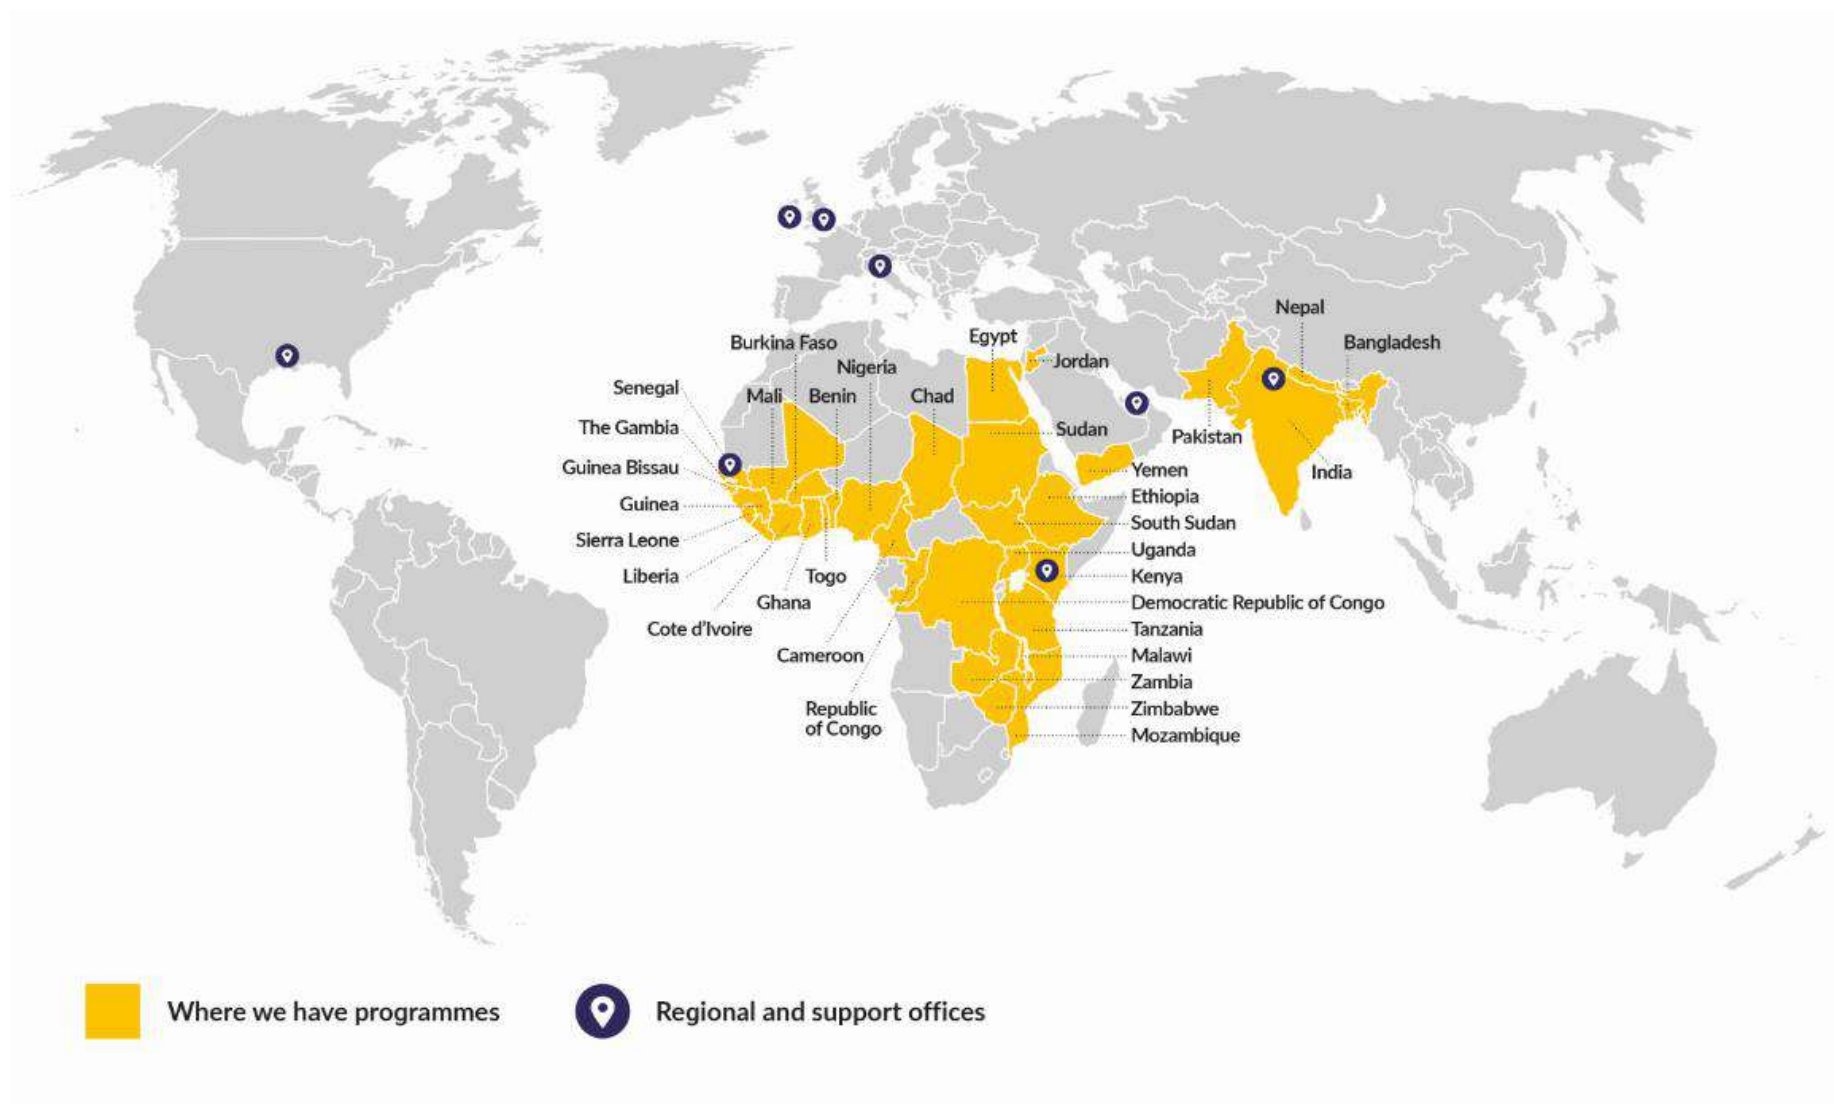 Nepal
Egypt
Burkina Faso
Bangladesh
Jordan
Nigeria
Senegal
Mali
Benin
Chad
The Gambia
Sudan
Pakistan
Guinea Bissau
Yemen
India
Ethiopia
Guinea
South Sudan
Sierra Leone
Uganda
Liberia
Togo
Kenya
Ghana
Democratic Republic of Congo
Cote d'Ivoire
Tanzania
Cameroon
Malawi
Zambia
Republic
of Congo
Zimbabwe
Mozambique
Where we have programmes
Regional and support offices